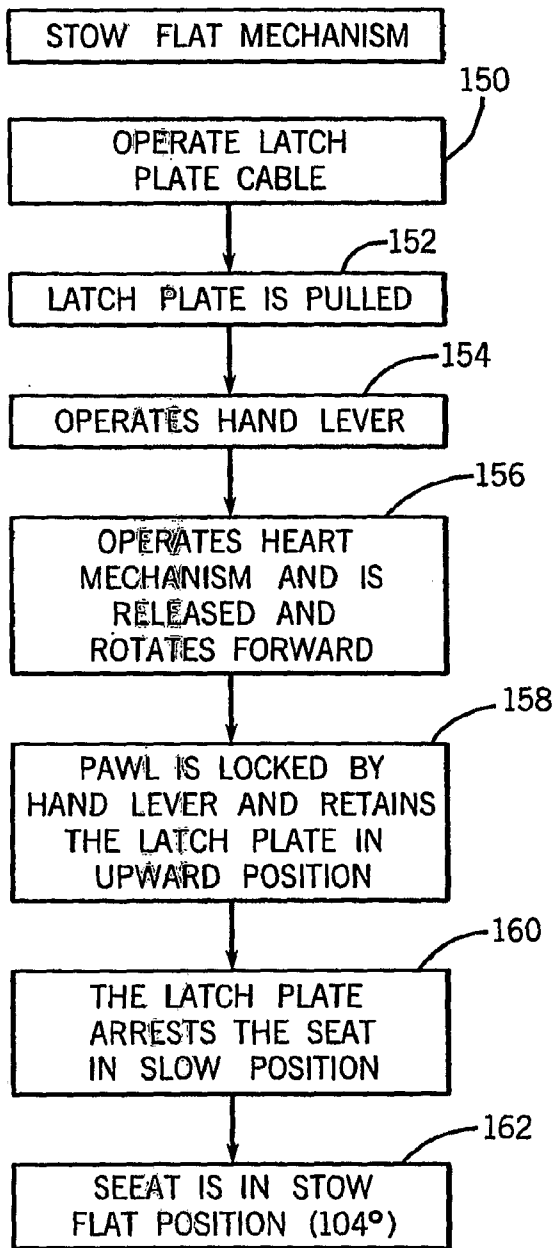 STOW FLAT MECHANISM
150
OPERATE LATCH
PLATE CABLE
152
LATCH PLATE IS PULLED
154
OPERATES HAND LEVER
156
OPERATES HEART
MECHANISM AND IS
RELEASED AND
ROTATES FORWARD
158
PAWL IS LOCKED BY
HAND LEVER AND RETAINS
THE LATCH PLATE IN
UPWARD POSITION
160
THE LATCH PLATE
ARRESTS THE SEAT
IN SLOW POSITION
162
SEEAT IS IN STOW
FLAT POSITION (104°)